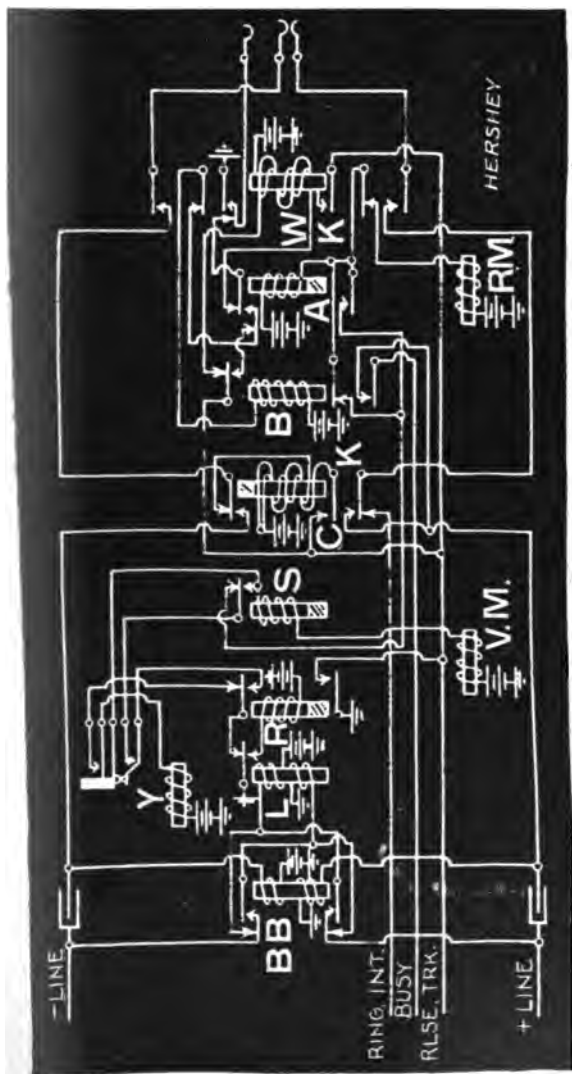 -LINE
Y
S
BB
L
R
C
K
B
A
W
K
RING. INT.
BUSY
RLSE. TRK.
V.M.
RM
+ LINE
HERSHEY